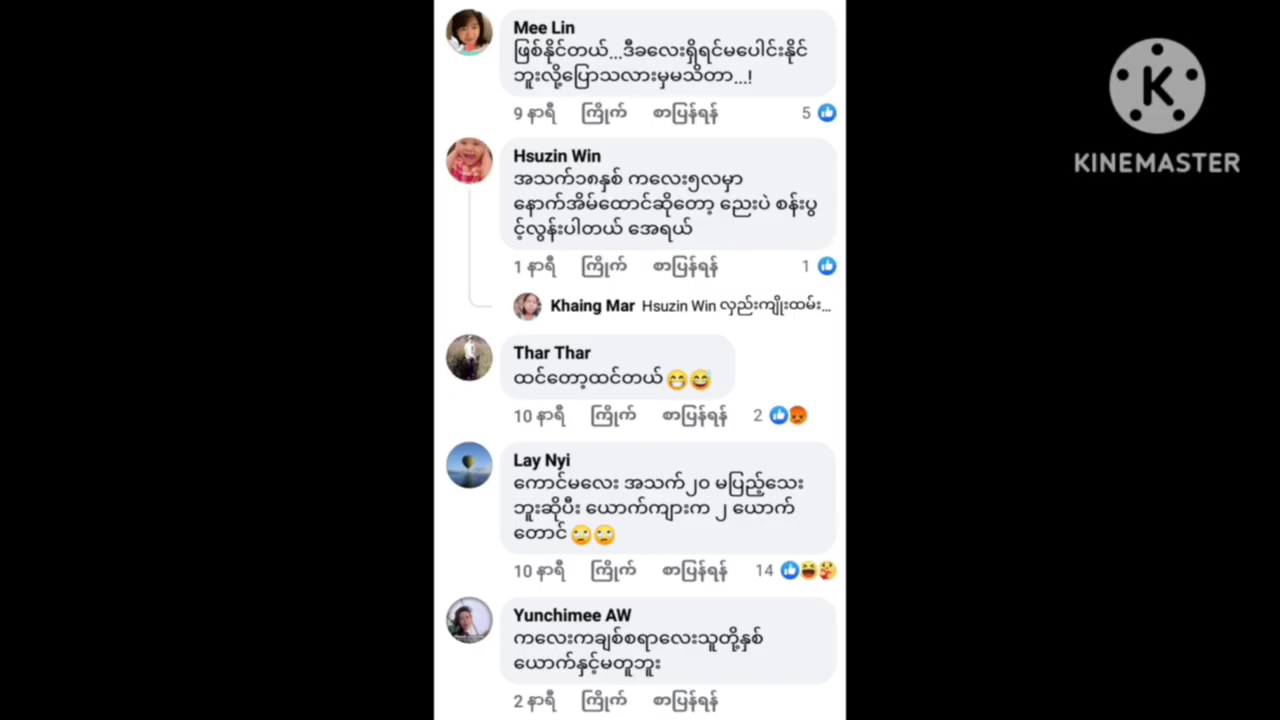 Mee Lin
ဖြစ်နိုင်တယ်...ဒီခလေးရှိရင်မပေါင်းနိုင်
ဘူးလို့ပြောသလားမှမသိတာ...!
9 နာရီ ကြိုက် စာပြန်ရန် 5
Hsuzin Win
အသက်၁၈နှစ် ကလေး၅လမှာ
နောက်အိမ်ထောင်ဆိုတော့ ညေးပဲ စန်းပွ
င့်လွန်းပါတယ် အေရယ်
1 နာရီ ကြိုက် စာပြန်ရန် 1
Khaing Mar Hsuzin Win လှည်းကျိုးထမ်း...
Thar Thar
ထင်တော့ထင်တယ်😁😅
10 နာရီ ကြိုက် စာပြန်ရန် 2
Lay Nyi
ကောင်မလေး အသက်၂၀ မပြည့်သေး
ဘူးဆိုပီး ယောက်ကျားက ၂ ယောက်
တောင်🙄🙄
10 နာရီ ကြိုက် စာပြန်ရန် 14
Yunchimee AW
ကလေးကချစ်စရာလေးသူတို့နှစ်
ယောက်နှင့်မတူဘူး
2 နာရီ ကြိုက် စာပြန်ရန်
K
KINEMASTER